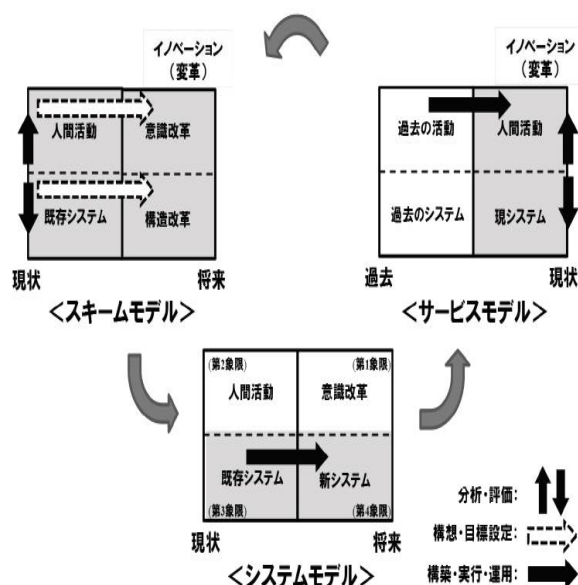 イノベーション
(変革)
人間活動
意識改革
既存システム
構造改革
現状
将来
<スキームモデル>
イノベーション
(変革)
過去の活動
人間活動
過去のシステム
現システム
過去
現状
<サービスモデル>
(第2象限)
(第1象限)
人間活動
意識改革
既存システム
新システム
(第3象限)
(第4象限)
現状
将来
<システムモデル>
分析・評価:
構想・目標設定:
構築・実行・運用: